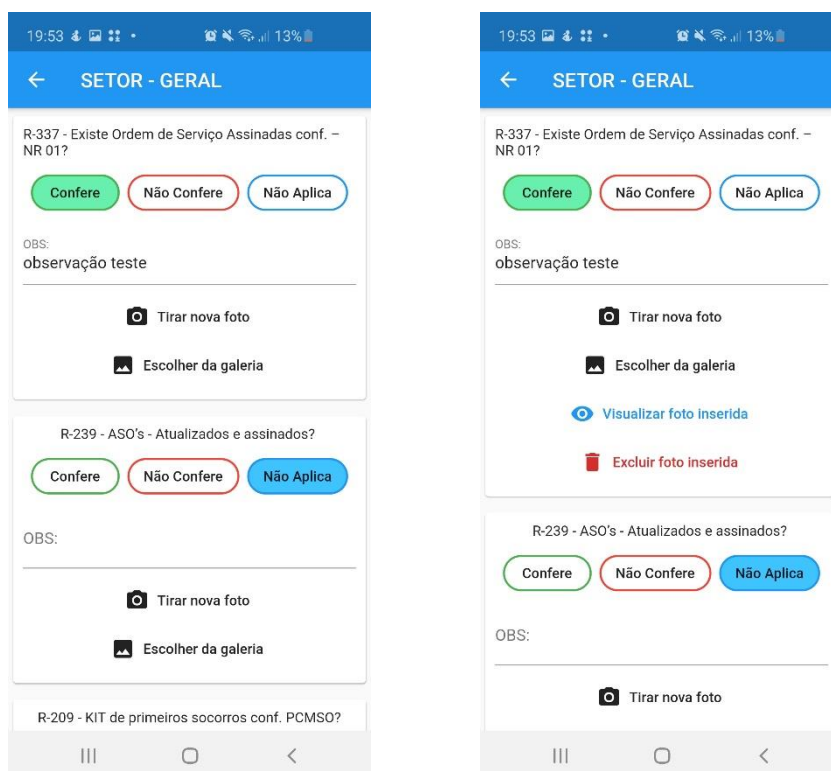 19:53
13%
SETOR - GERAL
R-337 - Existe Ordem de Serviço Assinadas conf. –
NR 01?
Confere
Não Confere
Não Aplica
OBS:
observação teste
Tirar nova foto
Escolher da galeria
R-239 - ASO's - Atualizados e assinados?
Confere
Não Confere
Não Aplica
OBS:
Tirar nova foto
Escolher da galeria
R-209 - KIT de primeiros socorros conf. PCMSO?
19:53
13%
SETOR - GERAL
R-337 - Existe Ordem de Serviço Assinadas conf. –
NR 01?
Confere
Não Confere
Não Aplica
OBS:
observação teste
Tirar nova foto
Escolher da galeria
Visualizar foto inserida
Excluir foto inserida
R-239 - ASO's - Atualizados e assinados?
Confere
Não Confere
Não Aplica
OBS:
Tirar nova foto